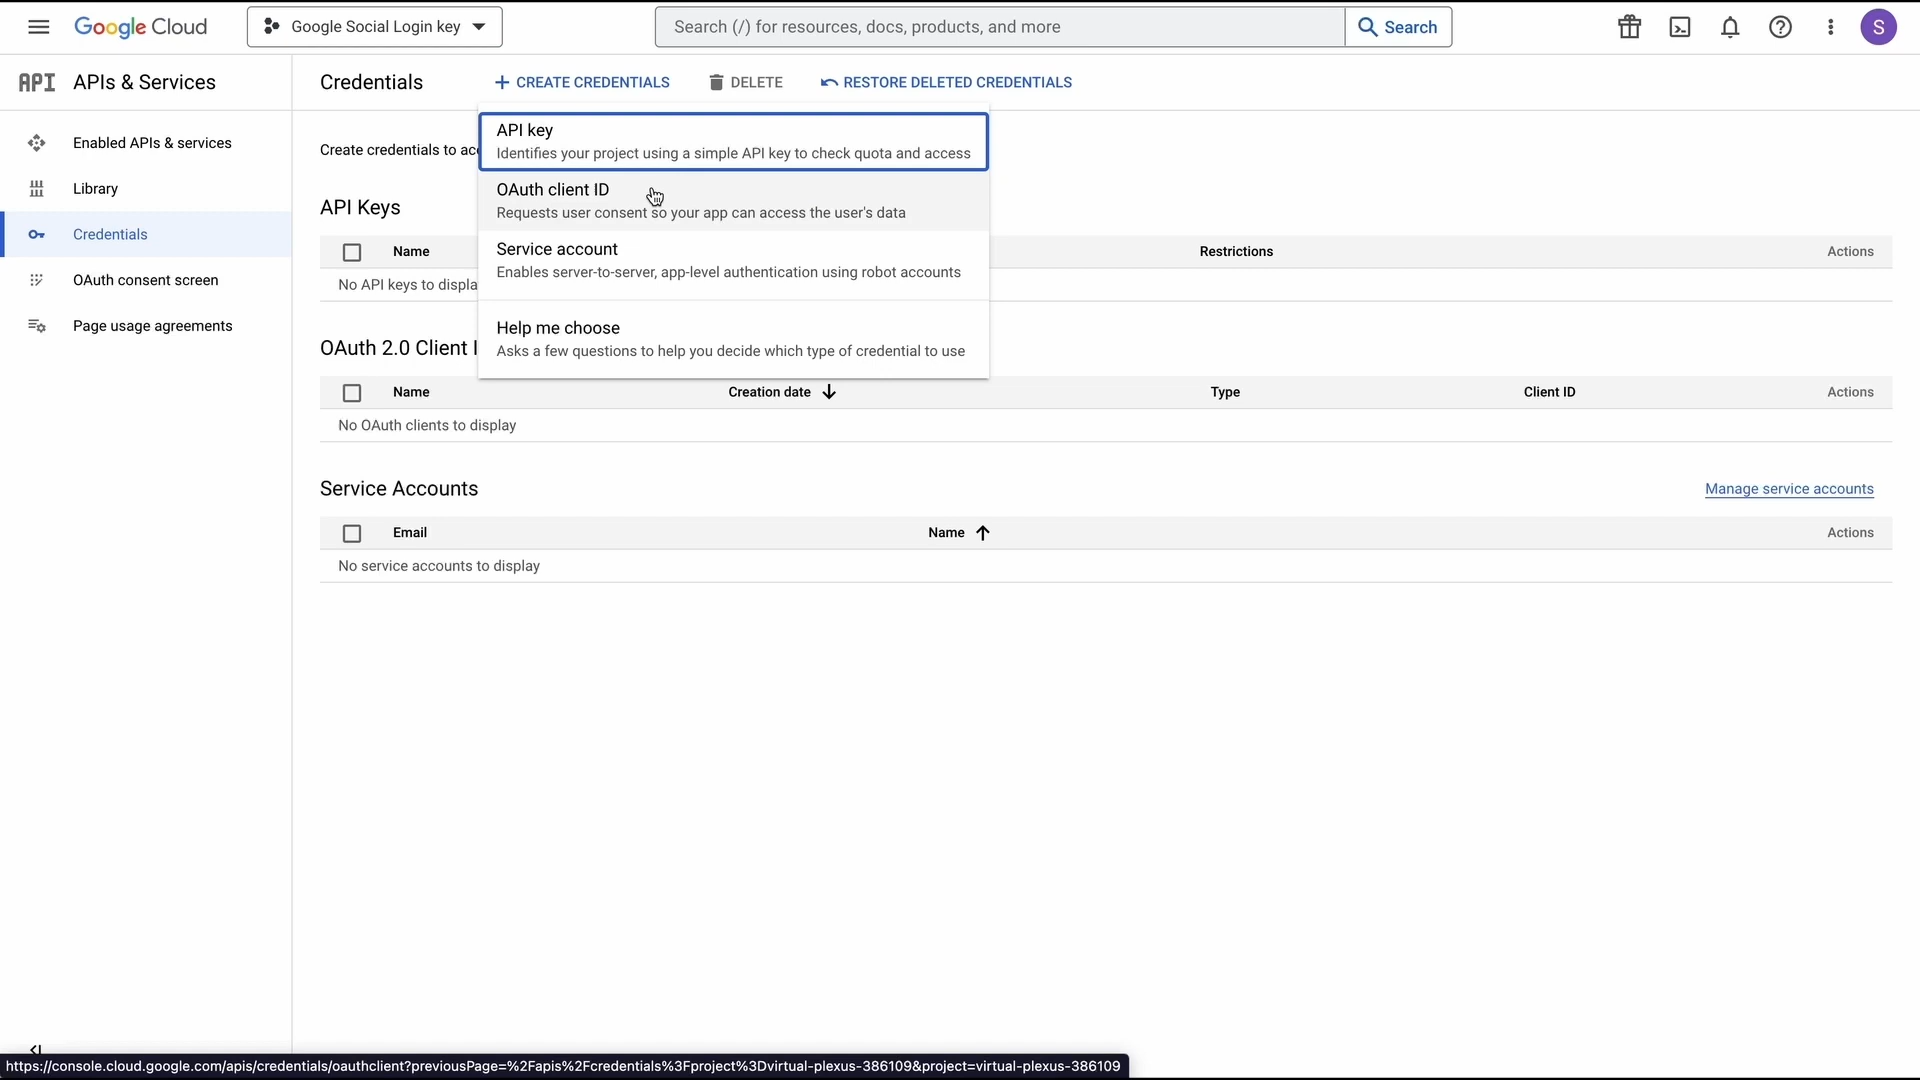 Google Cloud
Google Social Login key
Search (/) for resources, docs, products, and more
Search
S
API
APIs & Services
Credentials
CREATE CREDENTIALS
DELETE
RESTORE DELETED CREDENTIALS
Enabled APIs & services
Library
Credentials
OAuth consent screen
Page usage agreements
Create credentials to acc
API key
Identifies your project using a simple API key to check quota and access
OAuth client ID
Requests user consent so your app can access the user's data
Service account
Enables server-to-server, app-level authentication using robot accounts
Help me choose
Asks a few questions to help you decide which type of credential to use
API Keys
Name
Restrictions
Actions
No API keys to displa
OAuth 2.0 Client I
Name
Creation date
Type
Client ID
Actions
No OAuth clients to display
Service Accounts
Manage service accounts
Email
Name
Actions
No service accounts to display
https://console.cloud.google.com/apis/credentials/oauthclient?previousPage=%2Fapis%2Fcredentials%3Fproject%3Dvirtual-plexus-386109&project=virtual-plexus-386109